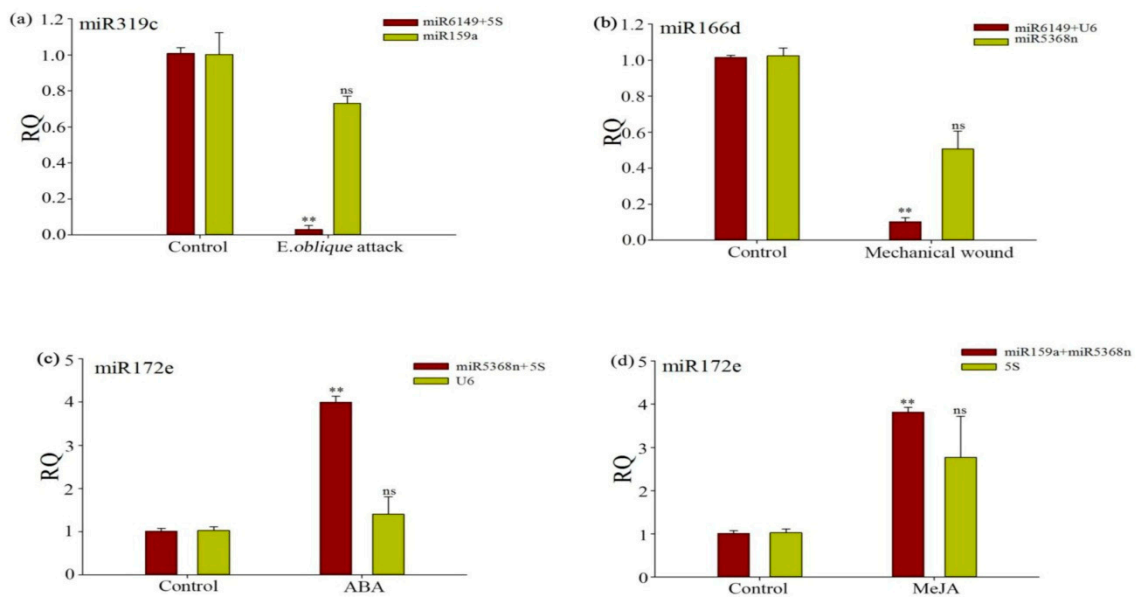 (a) miR319c
miR6149+5S
miR159a
1.2
1.0
0.8
0.6
0.4
0.2
0.0
RQ
ns
**
Control E.oblique attack
(b) miR166d
miR6149+U6
miR5368n
1.2
1.0
0.8
0.6
0.4
0.2
0.0
RQ
ns
**
Control Mechanical wound
(c) miR172e
miR5368n+5S
U6
5
4
3
2
1
0
RQ
**
ns
Control ABA
(d) miR172e
miR159a+miR5368n
5S
5
4
3
2
1
0
RQ
**
ns
Control MeJA